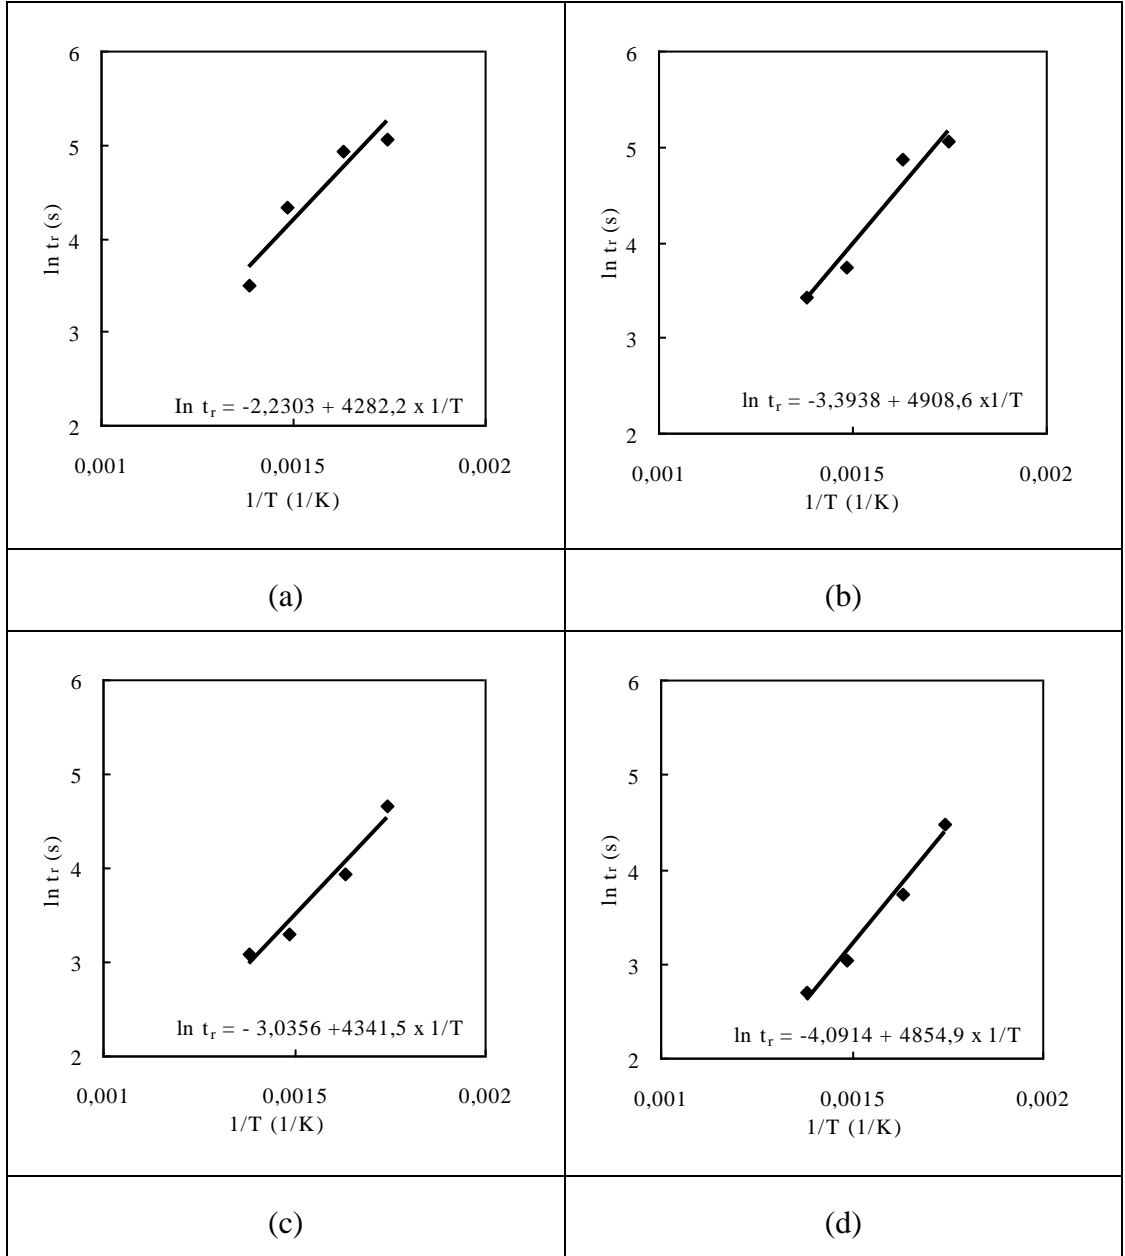 6
5
4
3
2
ln tr (s)
In tr = -2,2303 + 4282,2 x 1/T
0,001 0,0015 0,002
1/T (1/K)
6
5
4
3
2
ln tr (s)
ln tr = -3,3938 + 4908,6 x1/T
0,001 0,0015 0,002
1/T (1/K)
(a) (b)
6
5
4
3
2
ln tr (s)
ln tr = - 3,0356 +4341,5 x 1/T
0,001 0,0015 0,002
1/T (1/K)
6
5
4
3
2
ln tr (s)
ln tr = -4,0914 + 4854,9 x 1/T
0,001 0,0015 0,002
1/T (1/K)
(c) (d)